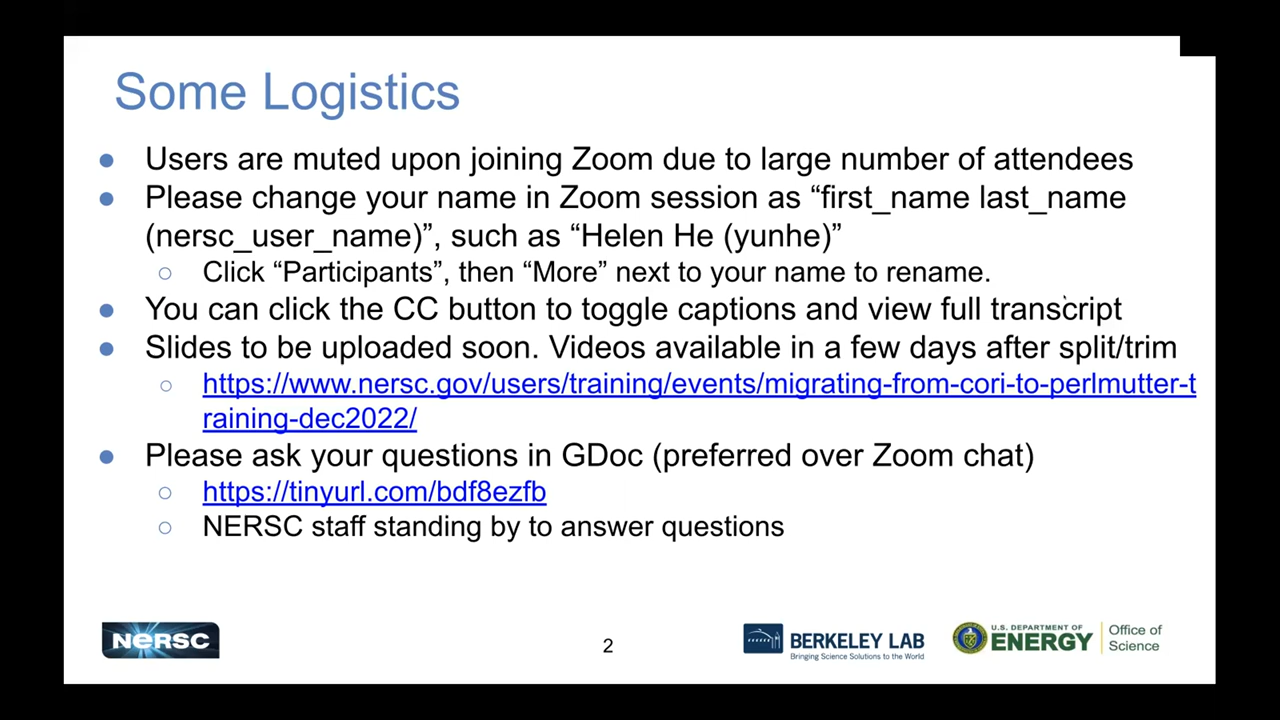 Some Logistics
● Users are muted upon joining Zoom due to large number of attendees
● Please change your name in Zoom session as “first_name last_name
(nersc_user_name)”, such as “Helen He (yunhe)”
○ Click “Participants”, then “More” next to your name to rename.
● You can click the CC button to toggle captions and view full transcript
● Slides to be uploaded soon. Videos available in a few days after split/trim
○ https://www.nersc.gov/users/training/events/migrating-from-cori-to-perlmutter-t
raining-dec2022/
● Please ask your questions in GDoc (preferred over Zoom chat)
○ https://tinyurl.com/bdf8ezfb
○ NERSC staff standing by to answer questions
NERSC
2
BERKELEY LAB
Bringing Science Solutions to the World
U.S. DEPARTMENT OF
ENERGY
Office of
Science